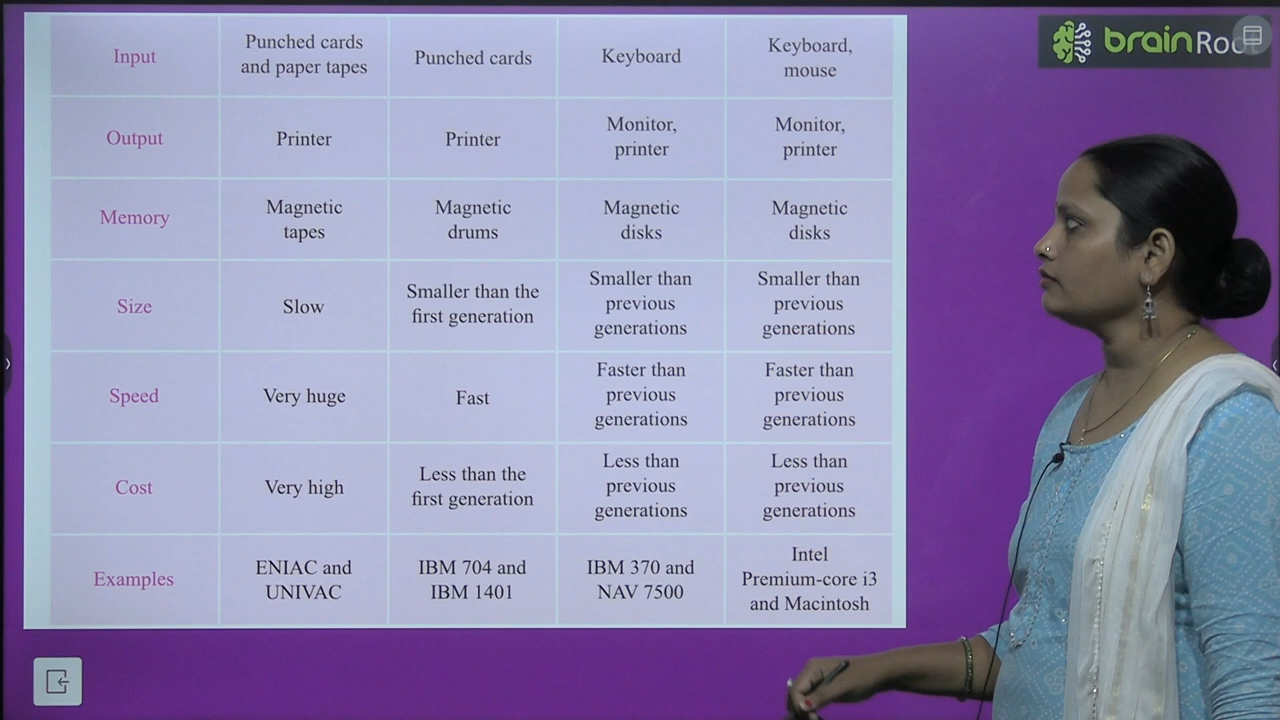 brainRoo
Input
Punched cards
and paper tapes
Punched cards
Keyboard
Keyboard,
mouse
Output
Printer
Printer
Monitor,
printer
Monitor,
printer
Memory
Magnetic
tapes
Magnetic
drums
Magnetic
disks
Magnetic
disks
Size
Slow
Smaller than the
first generation
Smaller than
previous
generations
Smaller than
previous
generations
Speed
Very huge
Fast
Faster than
previous
generations
Faster than
previous
generations
Cost
Very high
Less than the
first generation
Less than
previous
generations
Less than
previous
generations
Examples
ENIAC and
UNIVAC
IBM 704 and
IBM 1401
IBM 370 and
NAV 7500
Intel
Premium-core i3
and Macintosh